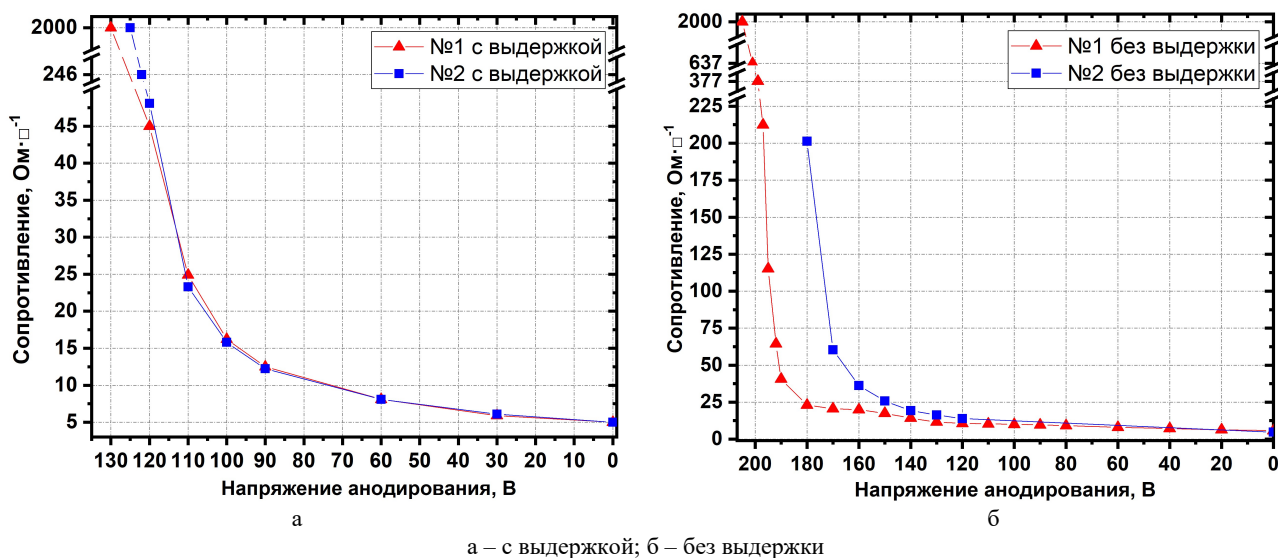 2000
246
45
40
35
30
25
20
15
10
5
Сопротивление, Ом·□⁻¹
№1 с выдержкой
№2 с выдержкой
130 120 110 100 90 80 70 60 50 40 30 20 10 0
Напряжение анодирования, В
а
2000
637
377
225
200
175
150
125
100
75
50
25
0
Сопротивление, Ом·□⁻¹
№1 без выдержки
№2 без выдержки
200 180 160 140 120 100 80 60 40 20 0
Напряжение анодирования, В
б
а – с выдержкой; б – без выдержки